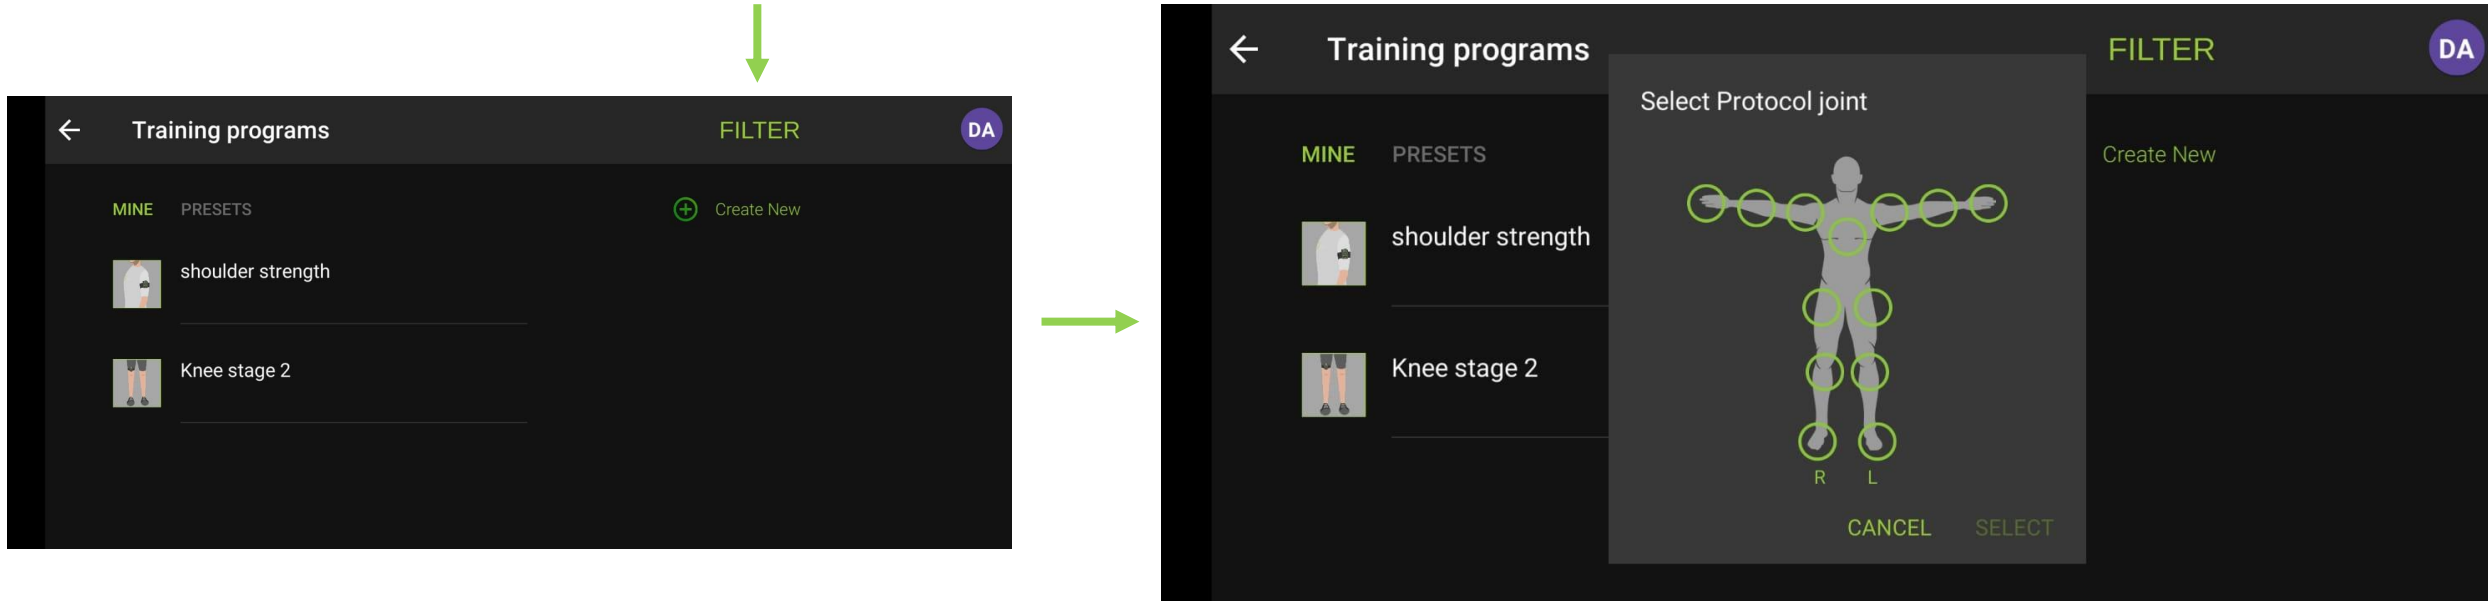 Training programs
FILTER
DA
MINE PRESETS
Create New
shoulder strength
Knee stage 2
Training programs
FILTER
DA
Select Protocol joint
MINE PRESETS
Create New
shoulder strength
Knee stage 2
R L
CANCEL SELECT